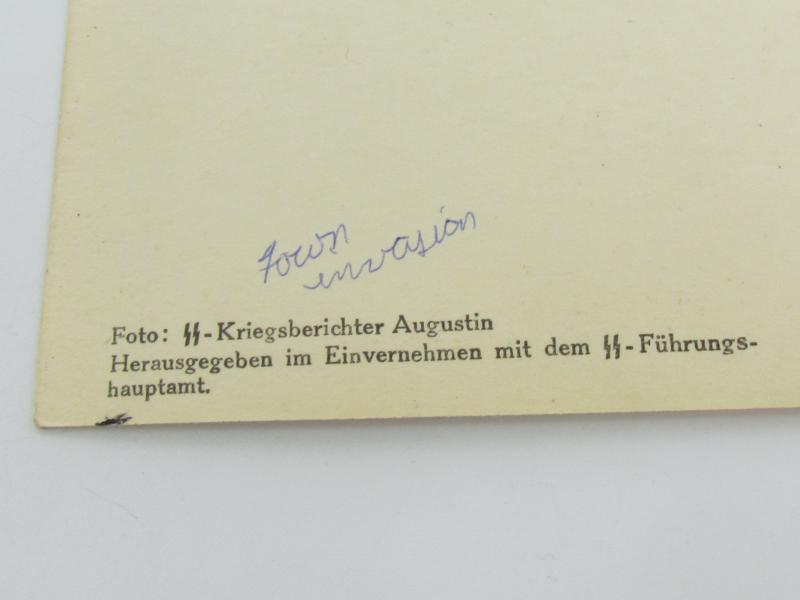 Town
invasion
Foto: ᛋᛋ-Kriegsberichter Augustin
Herausgegeben im Einvernehmen mit dem ᛋᛋ-Führungs-
hauptamt.